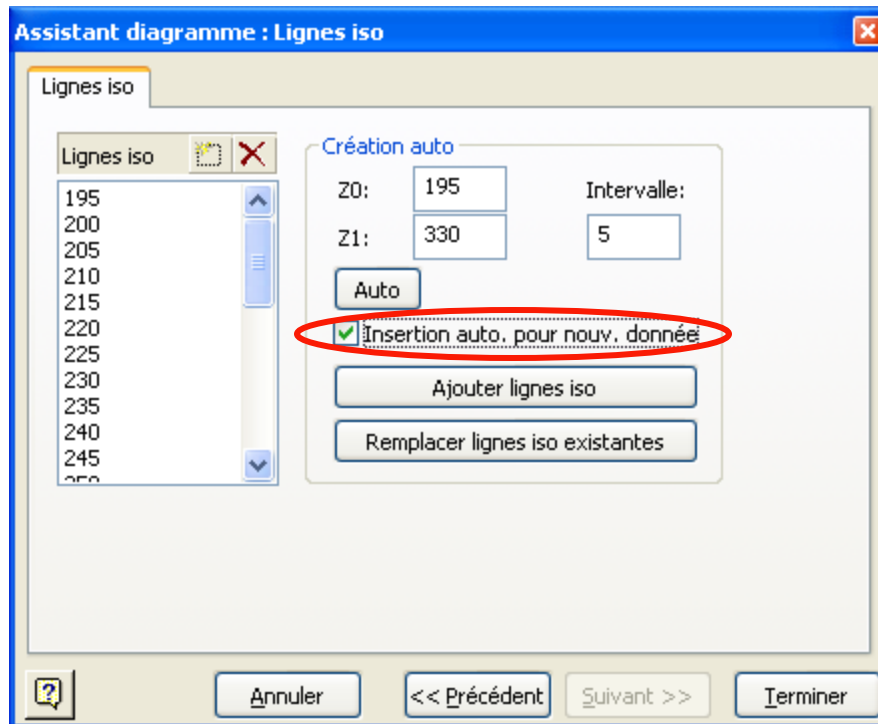 Assistant diagramme : Lignes iso
Lignes iso
Lignes iso
195
200
205
210
215
220
225
230
235
240
245
250
Création auto
Z0: 195 Intervalle:
Z1: 330 5
Auto
Insertion auto. pour nouv. donnée
Ajouter lignes iso
Remplacer lignes iso existantes
Annuler
<< Précédent
Suivant >>
Terminer